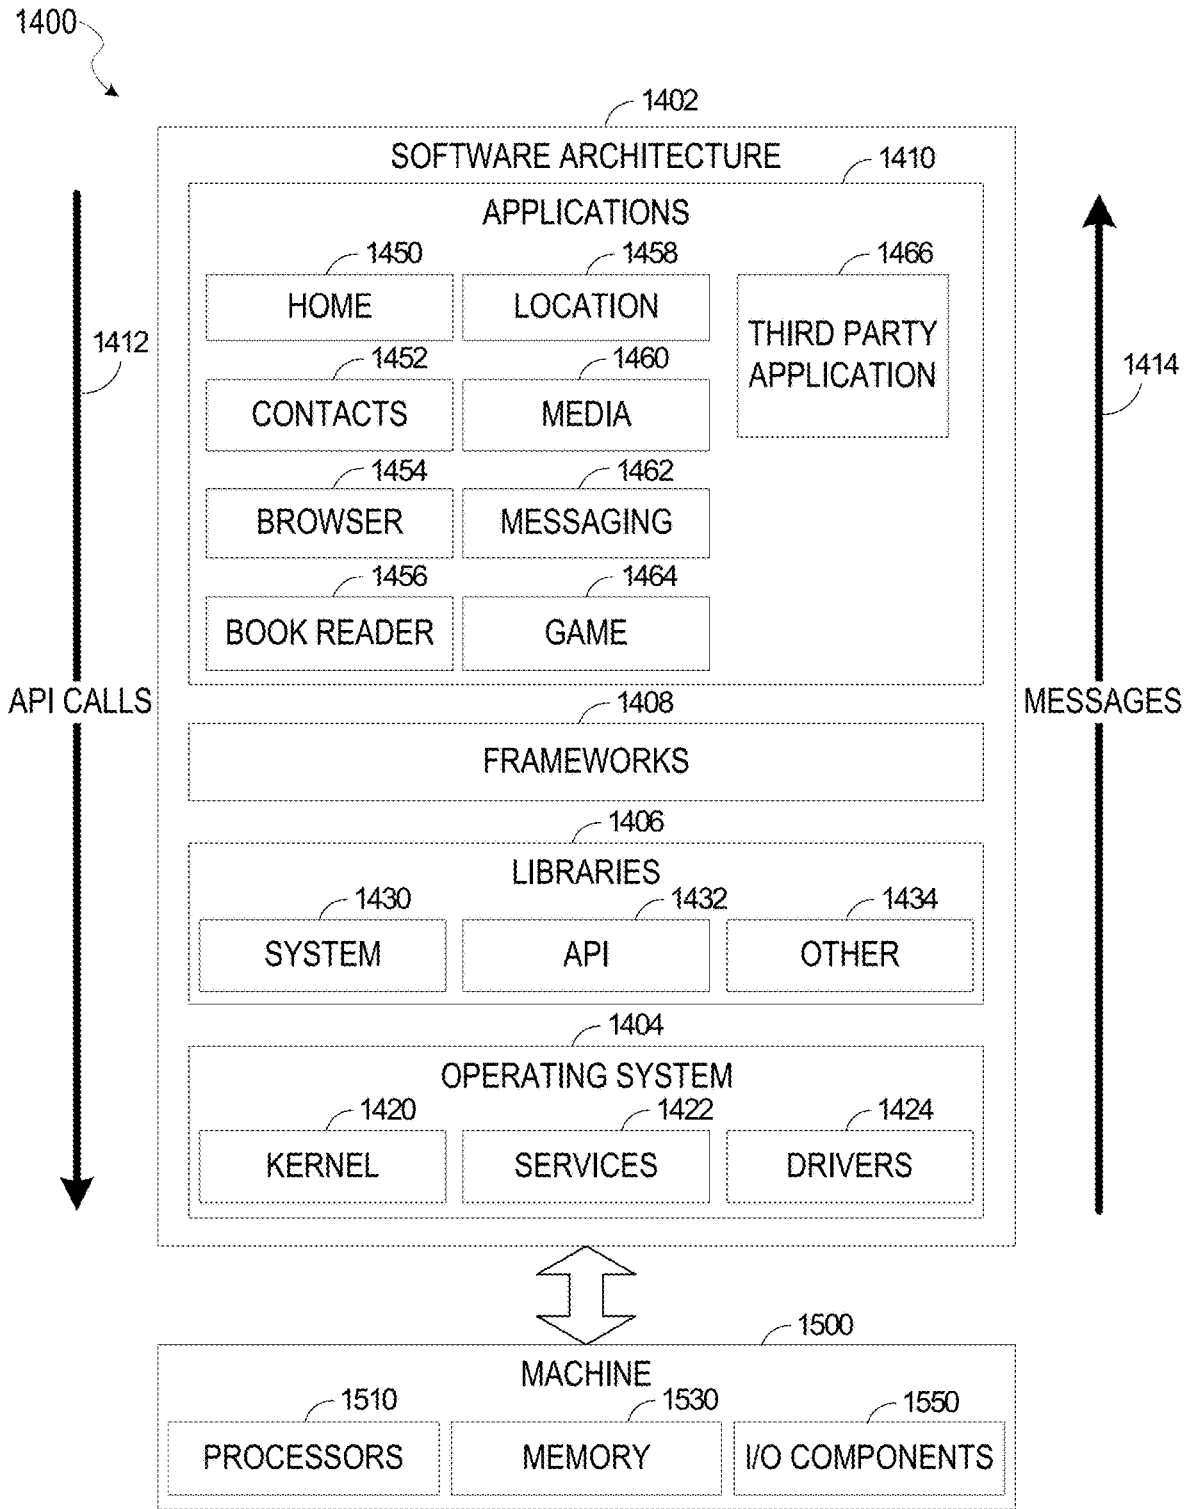 1400
1402
SOFTWARE ARCHITECTURE
1410
APPLICATIONS
1450
HOME
1458
LOCATION
1466
THIRD PARTY
APPLICATION
1412
1452
CONTACTS
1460
MEDIA
1414
1454
BROWSER
1462
MESSAGING
1456
BOOK READER
1464
GAME
API CALLS
MESSAGES
1408
FRAMEWORKS
1406
LIBRARIES
1430
SYSTEM
1432
API
1434
OTHER
1404
OPERATING SYSTEM
1420
KERNEL
1422
SERVICES
1424
DRIVERS
1500
MACHINE
1510
PROCESSORS
1530
MEMORY
1550
I/O COMPONENTS